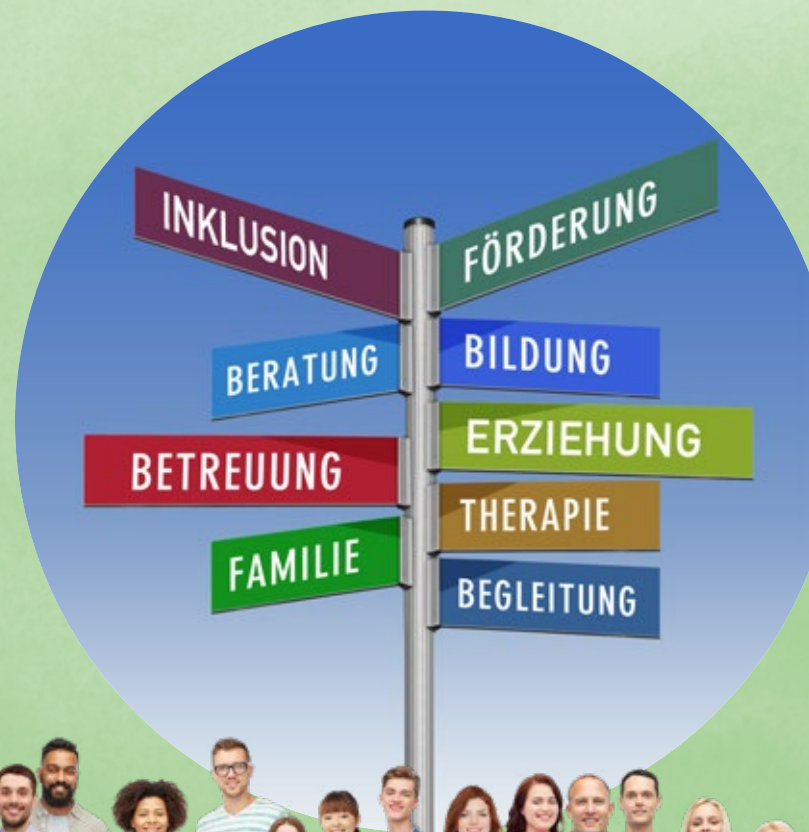 INKLUSION
FÖRDERUNG
BERATUNG
BILDUNG
BETREUUNG
ERZIEHUNG
FAMILIE
THERAPIE
BEGLEITUNG